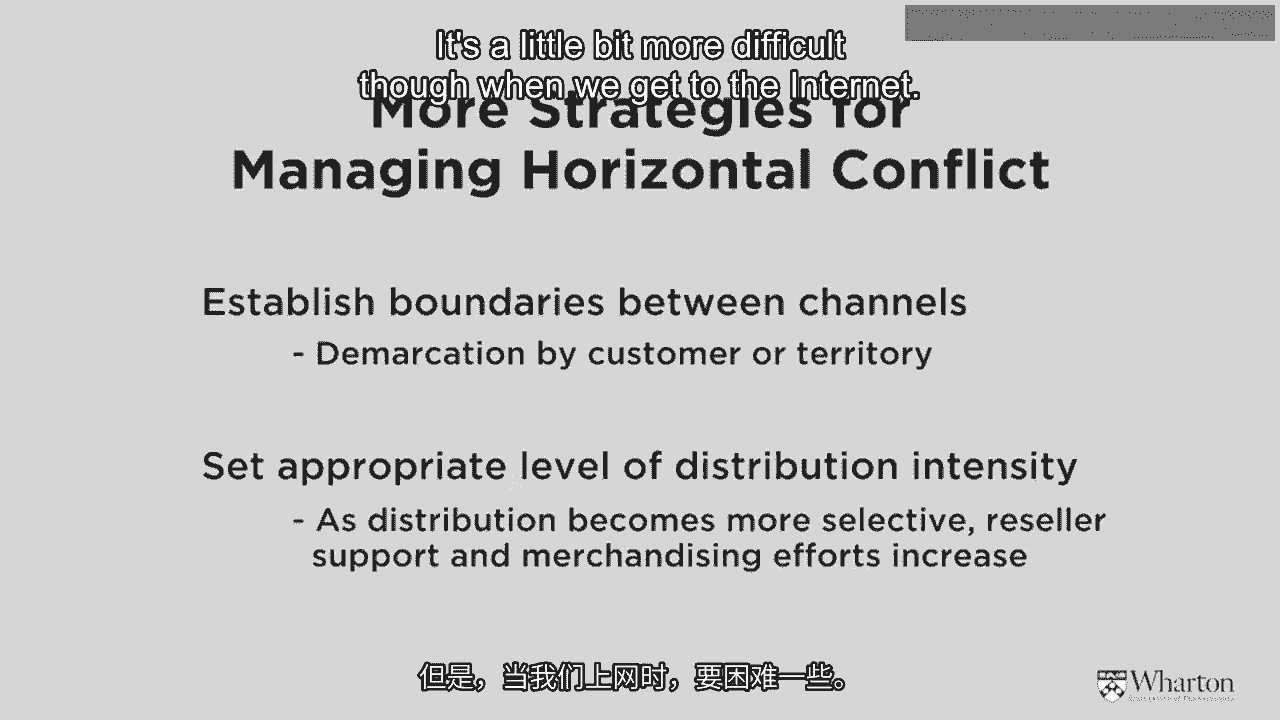 It's a little bit more difficult
though when we get to the Internet.
More Strategies for
Managing Horizontal Conflict
Establish boundaries between channels
- Demarcation by customer or territory
Set appropriate level of distribution intensity
- As distribution becomes more selective, reseller
support and merchandising efforts increase
但是，当我们上网时，要困难一些。
Wharton